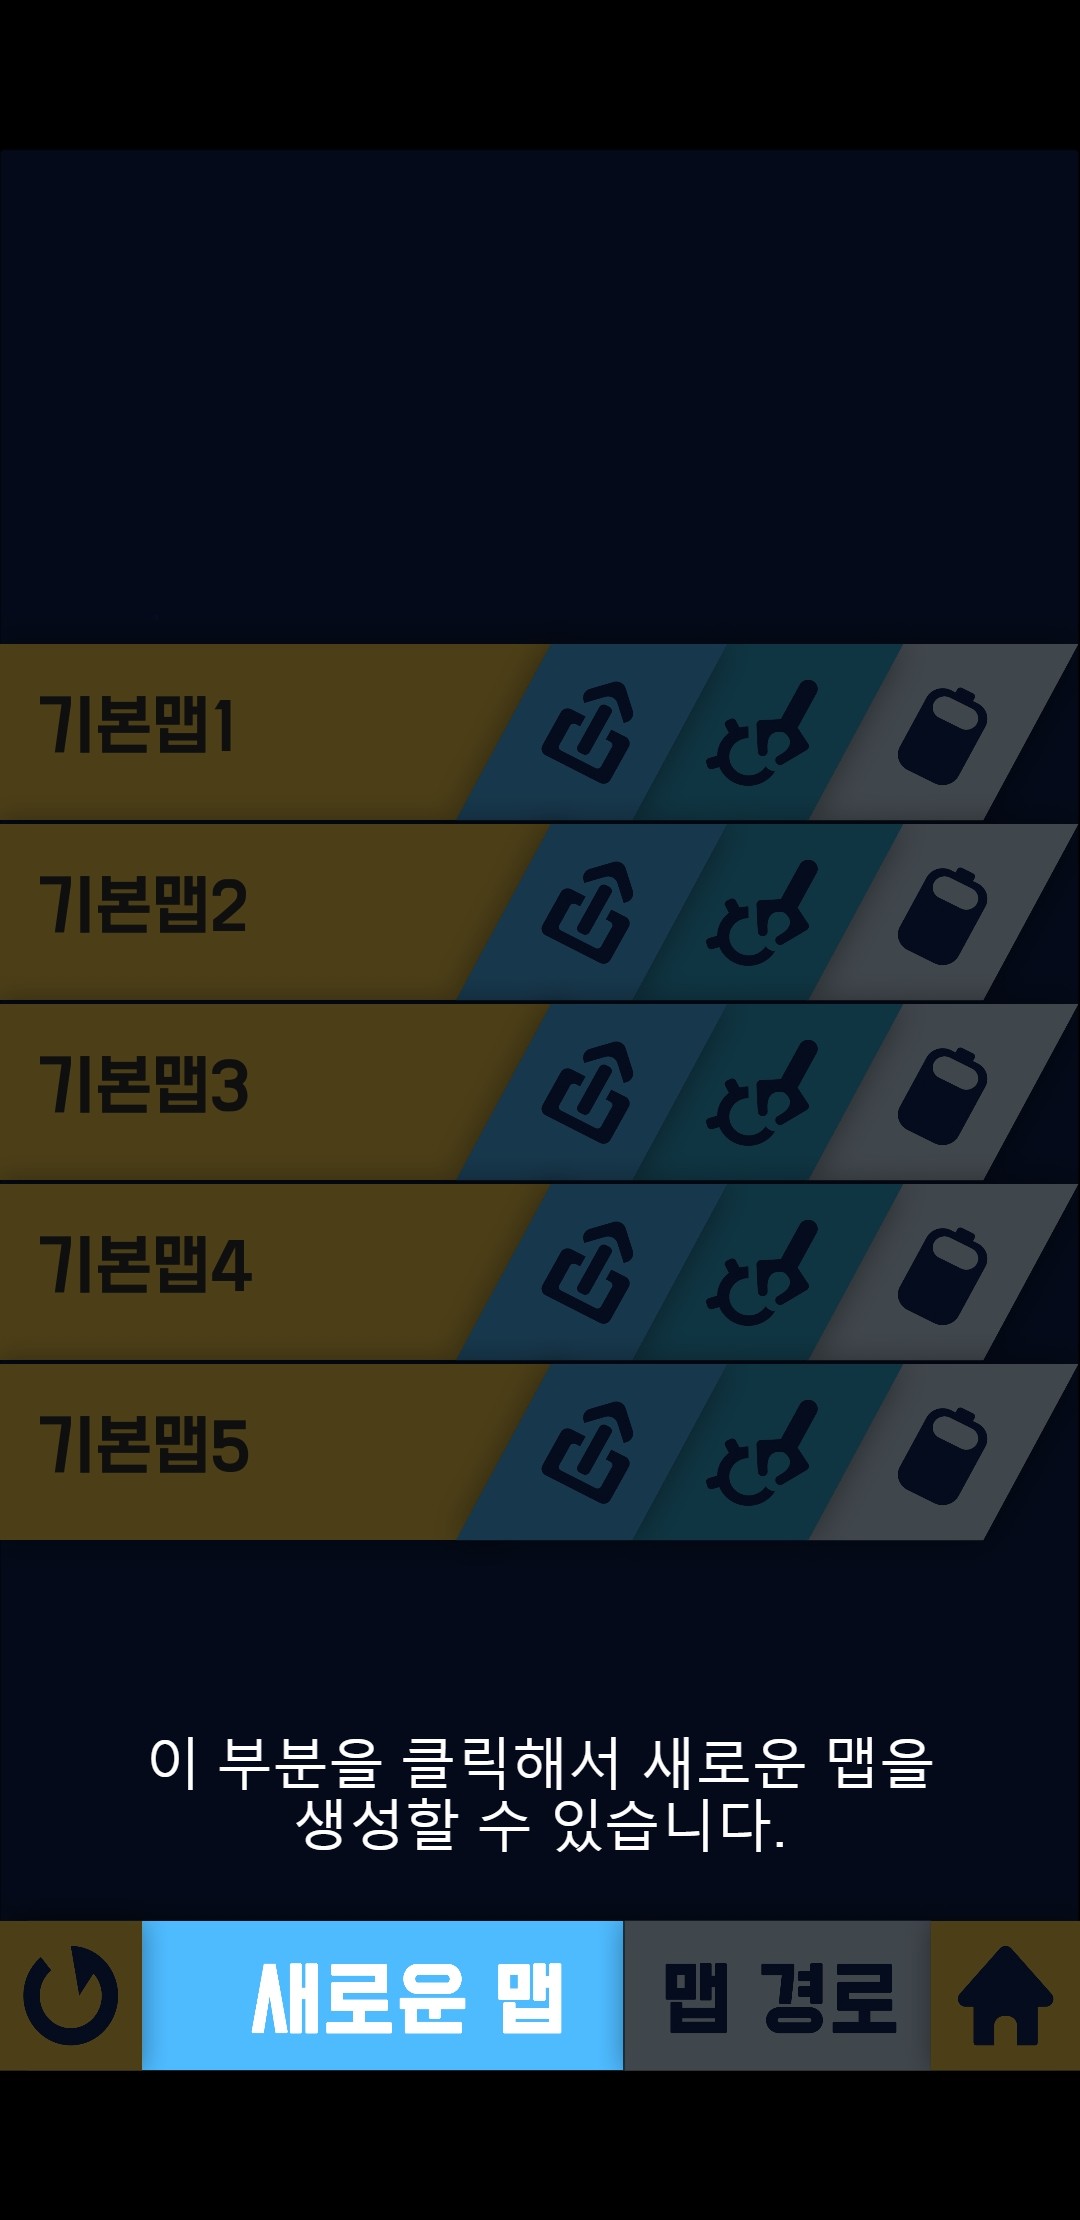 기본맵1
기본맵2
기본맵3
기본맵4
기본맵5
이 부분을 클릭해서 새로운 맵을
생성할 수 있습니다.
새로운 맵
맵 경로